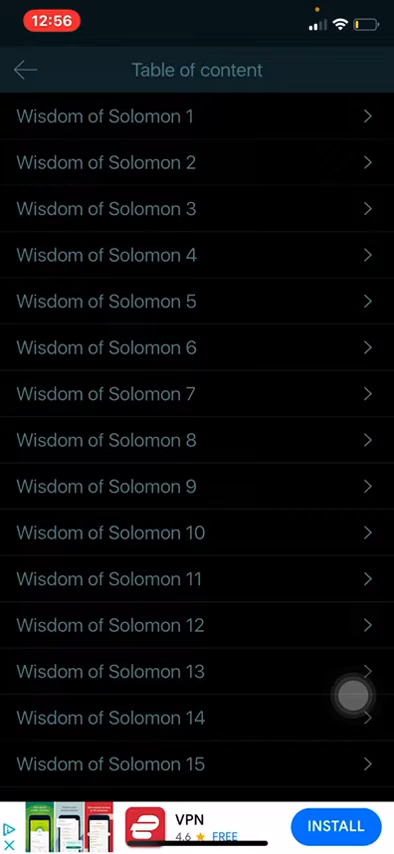 12:56
Table of content
Wisdom of Solomon 1
Wisdom of Solomon 2
Wisdom of Solomon 3
Wisdom of Solomon 4
Wisdom of Solomon 5
Wisdom of Solomon 6
Wisdom of Solomon 7
Wisdom of Solomon 8
Wisdom of Solomon 9
Wisdom of Solomon 10
Wisdom of Solomon 11
Wisdom of Solomon 12
Wisdom of Solomon 13
Wisdom of Solomon 14
Wisdom of Solomon 15
VPN
4.6 ★ FREE
INSTALL